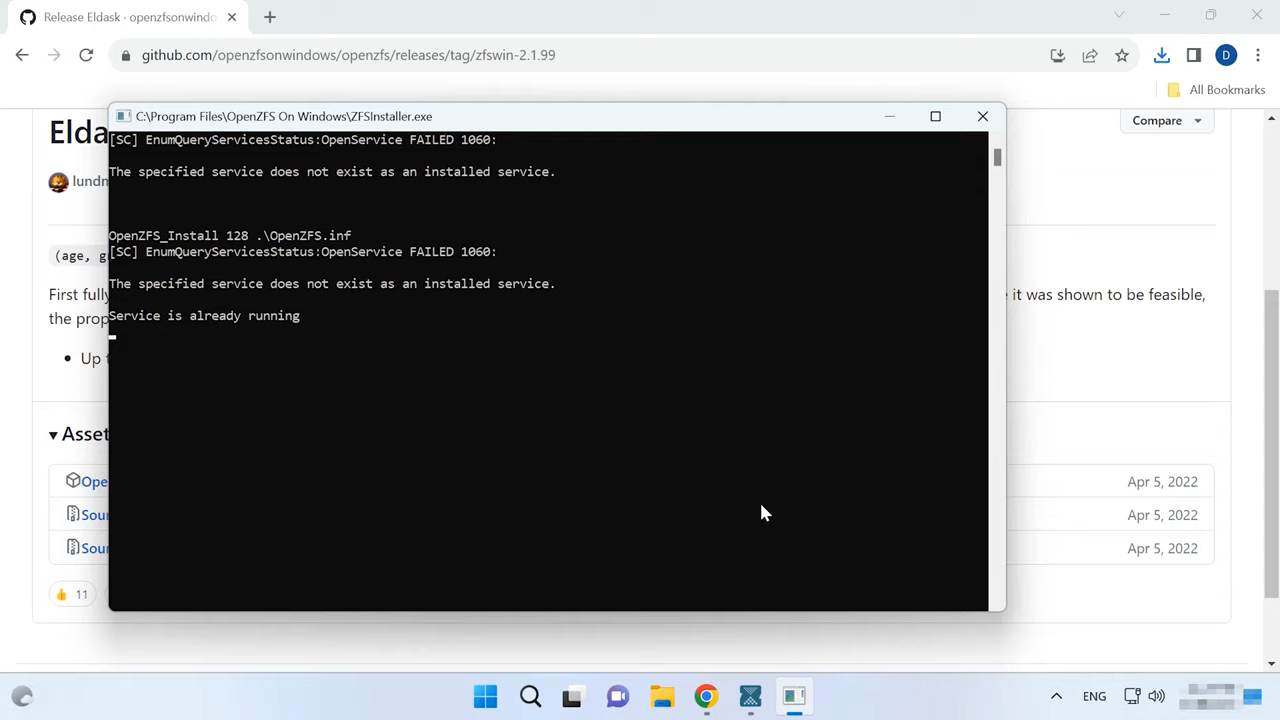 Release Eldask · openzfsonwindo
github.com/openzfsonwindows/openzfs/releases/tag/zfswin-2.1.99
D
All Bookmarks
C:\Program Files\OpenZFS On Windows\ZFSInstaller.exe
Elda
Compare
[SC] EnumQueryServicesStatus:OpenService FAILED 1060:
The specified service does not exist as an installed service.
lundm
OpenZFS_Install 128 .\OpenZFS.inf
[SC] EnumQueryServicesStatus:OpenService FAILED 1060:
(age, g
The specified service does not exist as an installed service.
First fully
it was shown to be feasible,
Service is already running
the prop
Up t
Asset
Ope
Apr 5, 2022
Sour
Apr 5, 2022
Sour
Apr 5, 2022
11
ENG